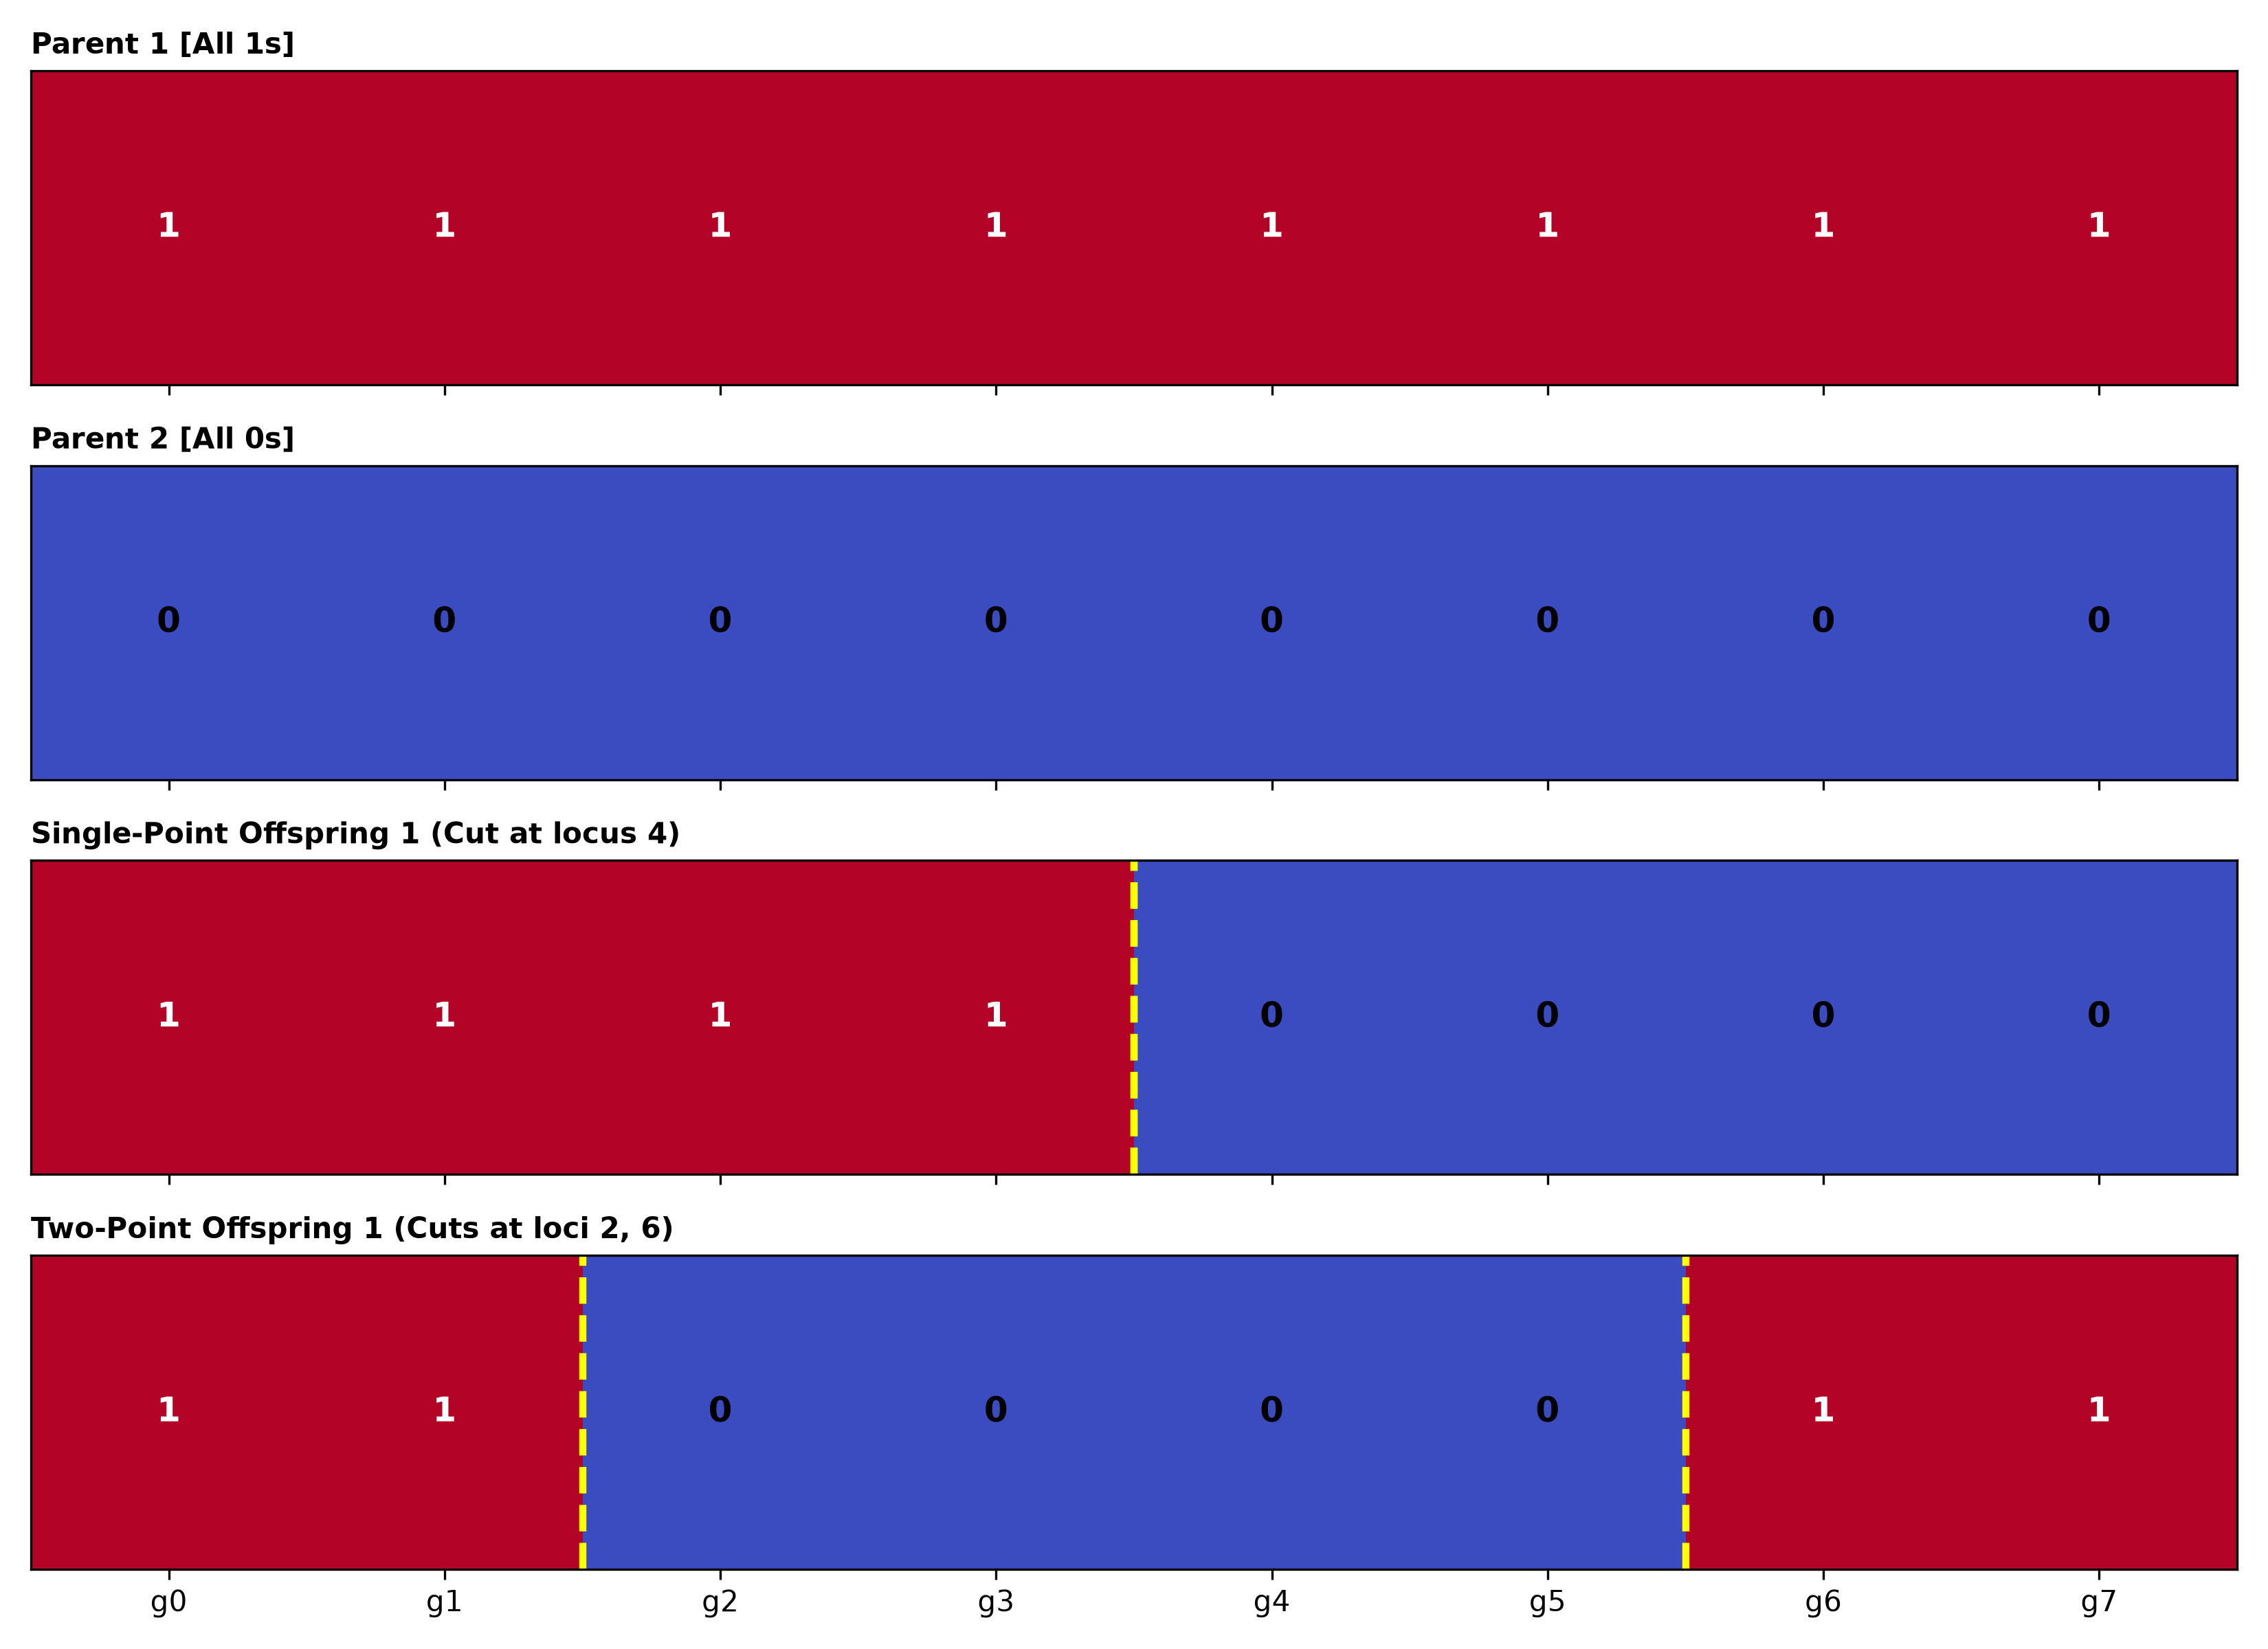 Parent 1 [All 1s]
1 1 1 1 1 1 1 1
Parent 2 [All 0s]
0 0 0 0 0 0 0 0
Single-Point Offspring 1 (Cut at locus 4)
1 1 1 1 0 0 0 0
Two-Point Offspring 1 (Cuts at loci 2, 6)
1 1 0 0 0 0 1 1
g0 g1 g2 g3 g4 g5 g6 g7